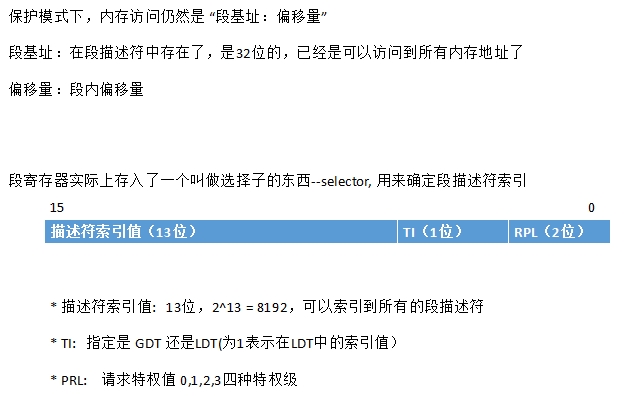 保护模式下，内存访问仍然是 “段基址：偏移量”
段基址：在段描述符中存在了，是32位的，已经是可以访问到所有内存地址了
偏移量：段内偏移量
段寄存器实际上存入了一个叫做选择子的东西--selector, 用来确定段描述符索引
15 0
描述符索引值（13位） TI（1位） RPL（2位）
* 描述符索引值: 13位，2^13 = 8192，可以索引到所有的段描述符
* TI: 指定是 GDT 还是LDT(为1表示在LDT中的索引值）
* PRL: 请求特权值 0,1,2,3四种特权级